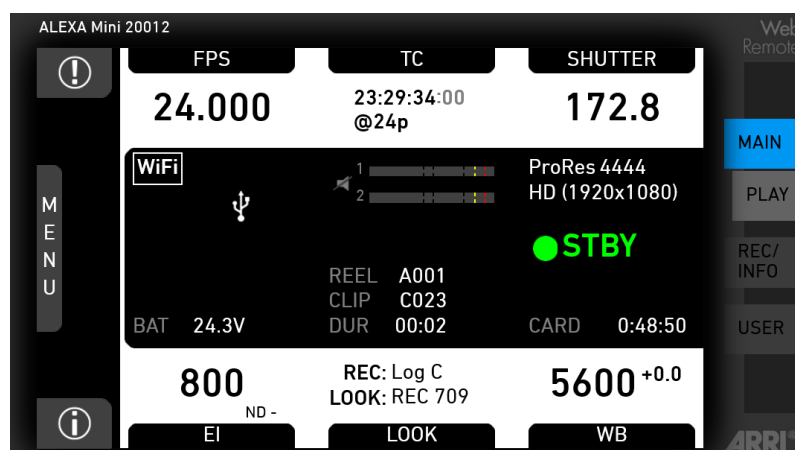 ALEXA Mini 20012
Web
Remote
FPS
TC
SHUTTER
24.000
23:29:34:00
@24p
172.8
MAIN
PLAY
REC/
INFO
USER
MENU
WiFi
1
2
ProRes 4444
HD (1920x1080)
STBY
REEL A001
CLIP C023
DUR 00:02
BAT 24.3V
CARD 0:48:50
800
ND -
REC: Log C
LOOK: REC 709
5600 +0.0
EI
LOOK
WB
ARRI